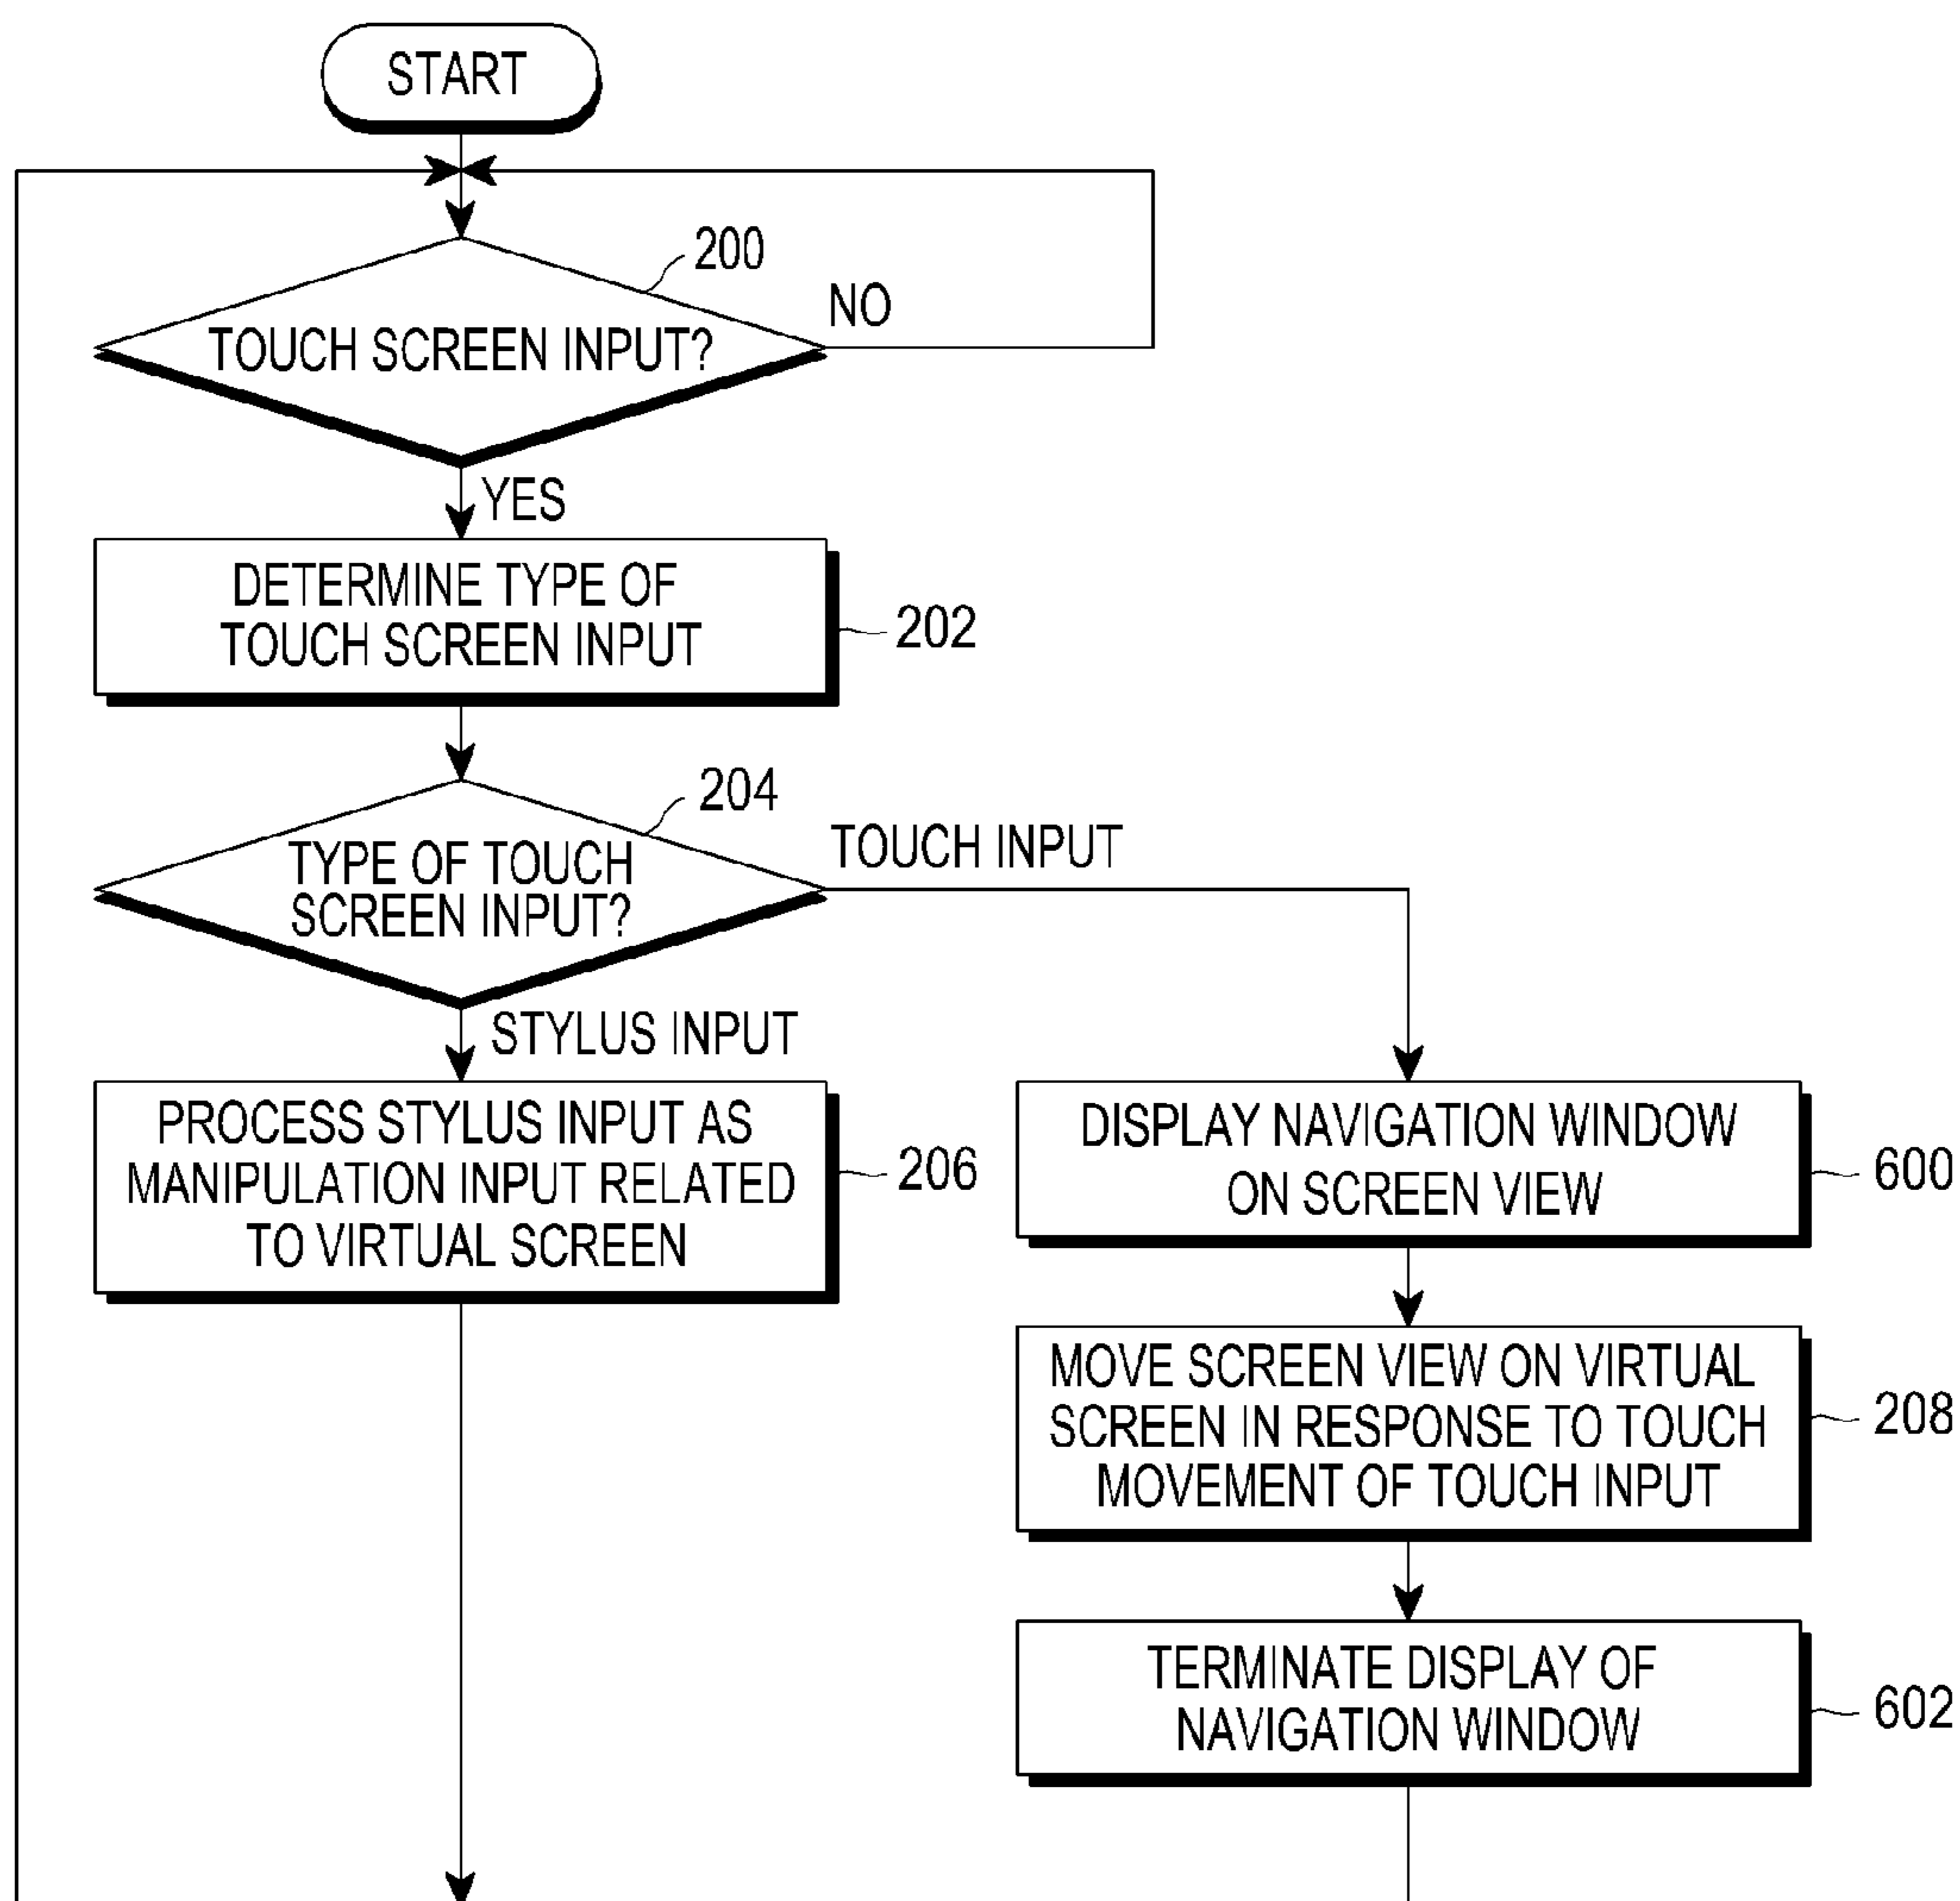 START
200
NO
TOUCH SCREEN INPUT?
YES
DETERMINE TYPE OF
TOUCH SCREEN INPUT
202
204
TOUCH INPUT
TYPE OF TOUCH
SCREEN INPUT?
STYLUS INPUT
PROCESS STYLUS INPUT AS
MANIPULATION INPUT RELATED
TO VIRTUAL SCREEN
206
DISPLAY NAVIGATION WINDOW
ON SCREEN VIEW
600
MOVE SCREEN VIEW ON VIRTUAL
SCREEN IN RESPONSE TO TOUCH
MOVEMENT OF TOUCH INPUT
208
TERMINATE DISPLAY OF
NAVIGATION WINDOW
602